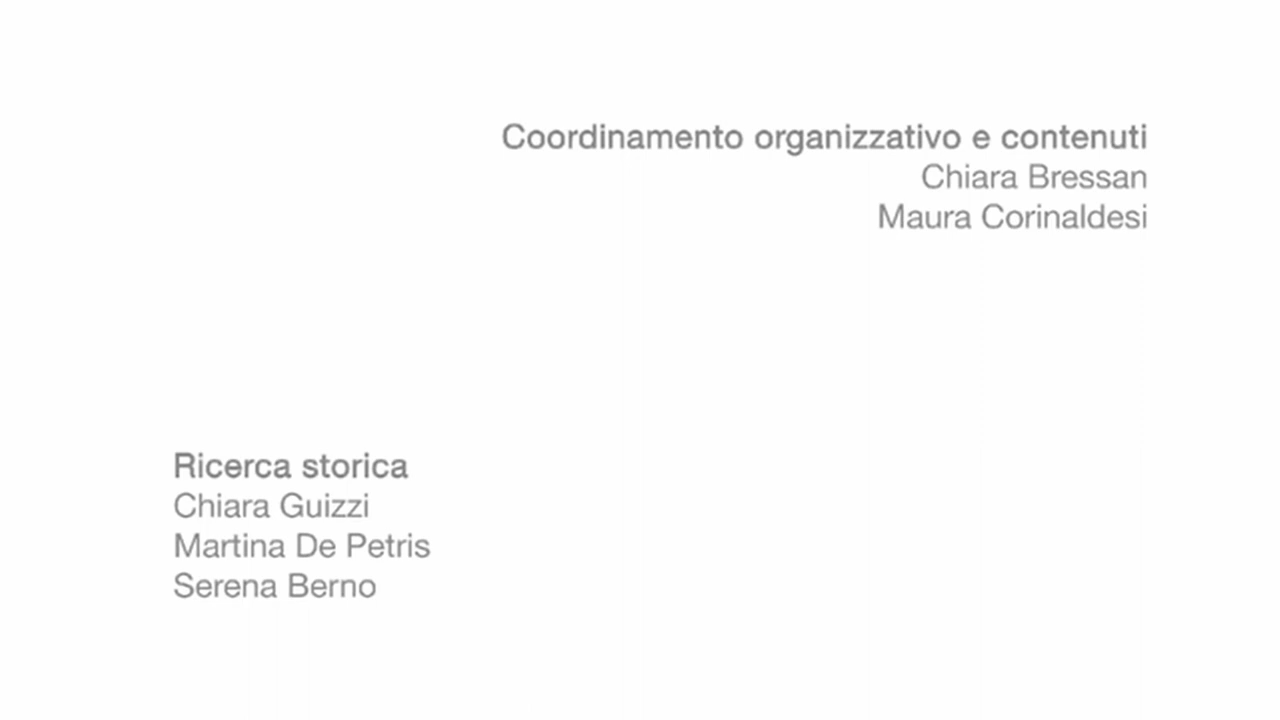 Coordinamento organizzativo e contenuti
Chiara Bressan
Maura Corinaldesi
Ricerca storica
Chiara Guizzi
Martina De Petris
Serena Berno